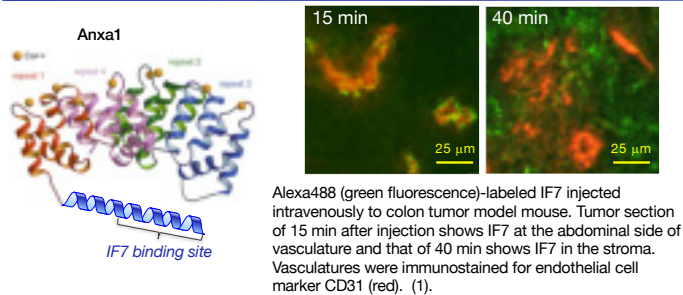 Anxa1
Ca++
repeat 1
repeat 4
repeat 2
repeat 3
IF7 binding site
15 min
40 min
25 µm
25 µm
Alexa488 (green fluorescence)-labeled IF7 injected
intravenously to colon tumor model mouse. Tumor section
of 15 min after injection shows IF7 at the abdominal side of
vasculature and that of 40 min shows IF7 in the stroma.
Vasculatures were immunostained for endothelial cell
marker CD31 (red).  (1).